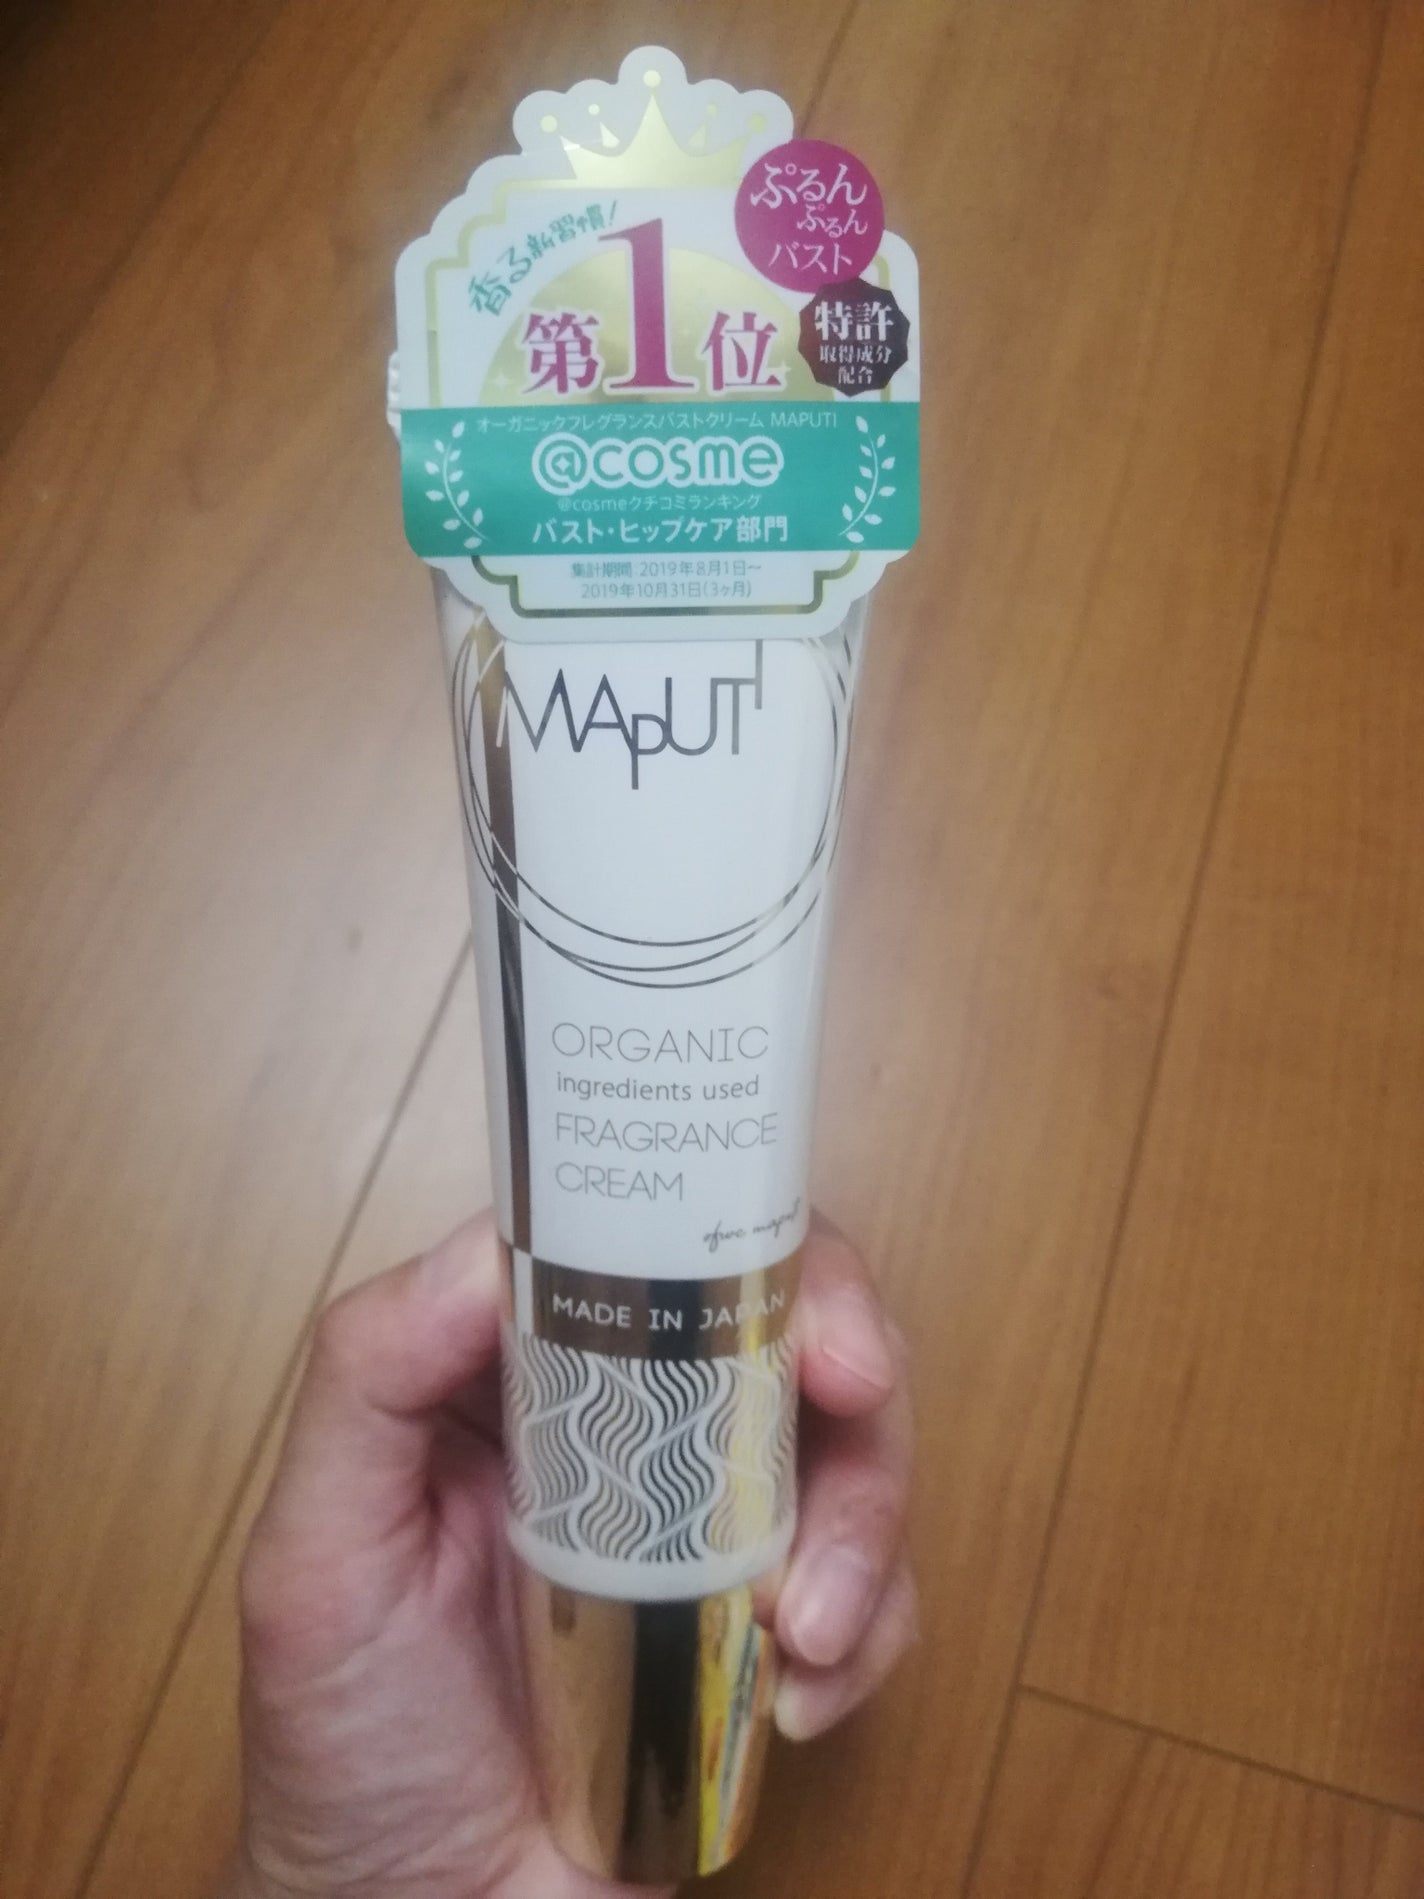 香る新習慣!
第1位
ぷるん
ぷるん
バスト
特許
取得成分
配合
オーガニックフレグランスバストクリーム MAPUTI
@cosme
@cosmeクチコミランキング
バスト・ヒップケア部門
集計期間:2019年8月1日～
2019年10月31日(3ヶ月)
MAPUTI
ORGANIC
ingredients used
FRAGRANCE
CREAM
ofwc maputi
MADE IN JAPAN